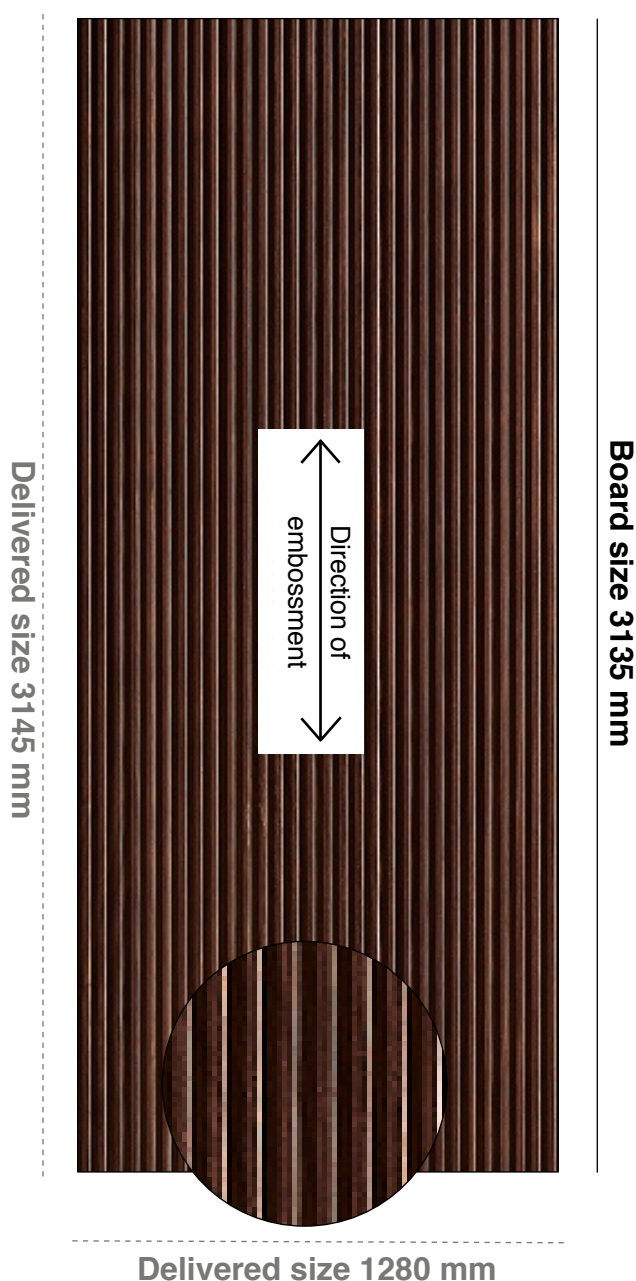 Board size 3135 mm
Direction of
embossment
Delivered size 3145 mm
Delivered size 1280 mm